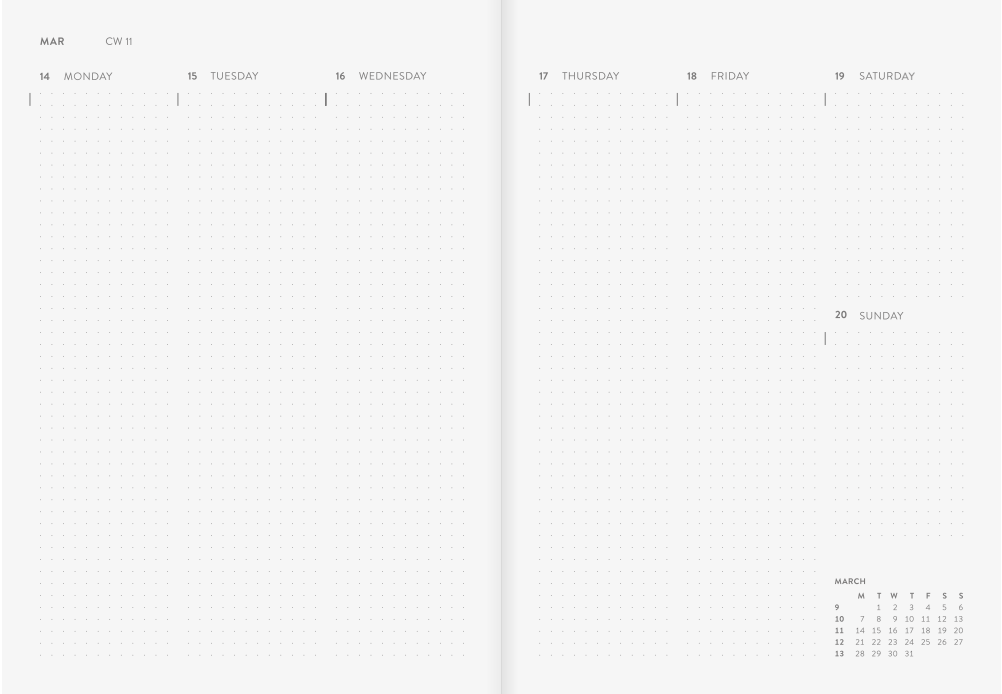 MAR CW 11
14 MONDAY
15 TUESDAY
16 WEDNESDAY
17 THURSDAY
18 FRIDAY
19 SATURDAY
20 SUNDAY
MARCH
M T W T F S S
9 1 2 3 4 5 6
10 7 8 9 10 11 12 13
11 14 15 16 17 18 19 20
12 21 22 23 24 25 26 27
13 28 29 30 31